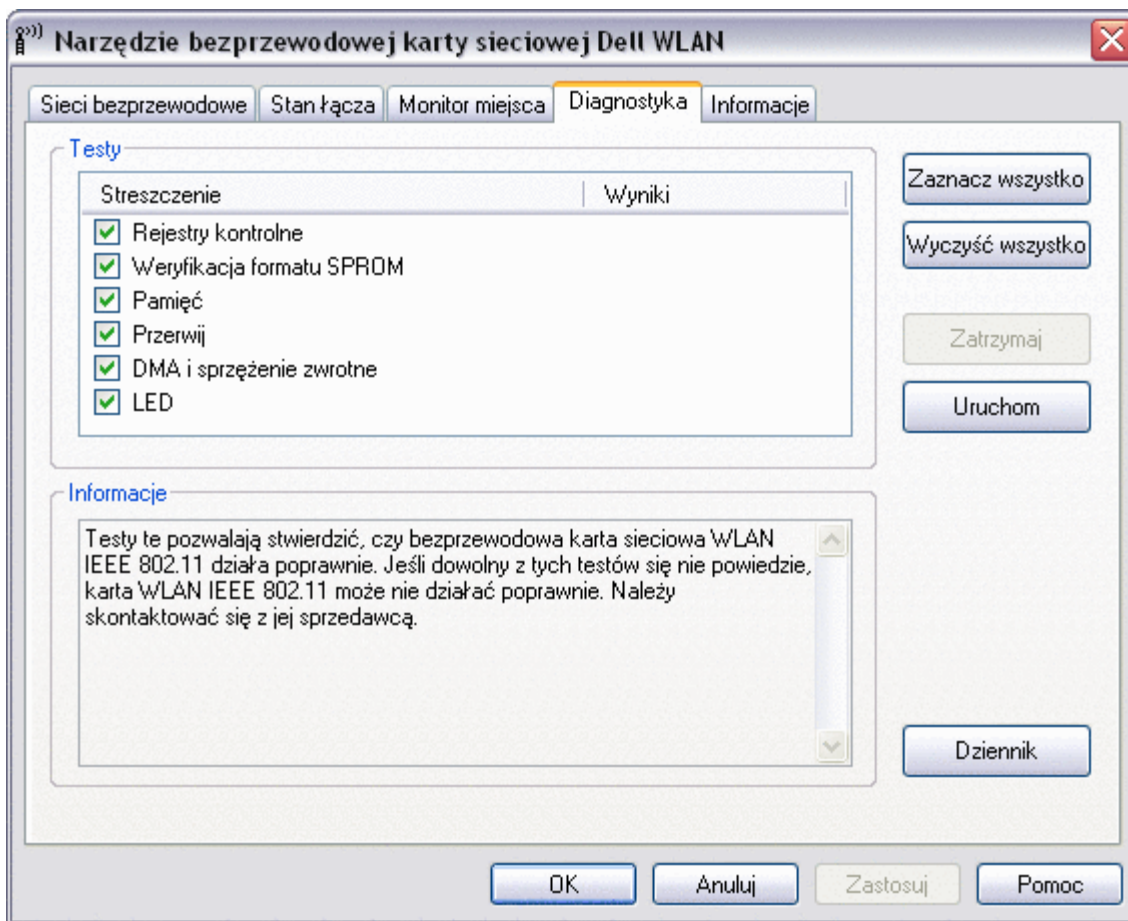 Narzędzie bezprzewodowej karty sieciowej Dell WLAN
Sieci bezprzewodowe
Stan łącza
Monitor miejsca
Diagnostyka
Informacje
Testy
Streszczenie
Wyniki
Rejestry kontrolne
Weryfikacja formatu SPROM
Pamięć
Przerwij
DMA i sprzężenie zwrotne
LED
Zaznacz wszystko
Wyczyść wszystko
Zatrzymaj
Uruchom
Informacje
Testy te pozwalają stwierdzić, czy bezprzewodowa karta sieciowa WLAN
IEEE 802.11 działa poprawnie. Jeśli dowolny z tych testów się nie powiedzie,
karta WLAN IEEE 802.11 może nie działać poprawnie. Należy
skontaktować się z jej sprzedawcą.
Dziennik
OK
Anuluj
Zastosuj
Pomoc